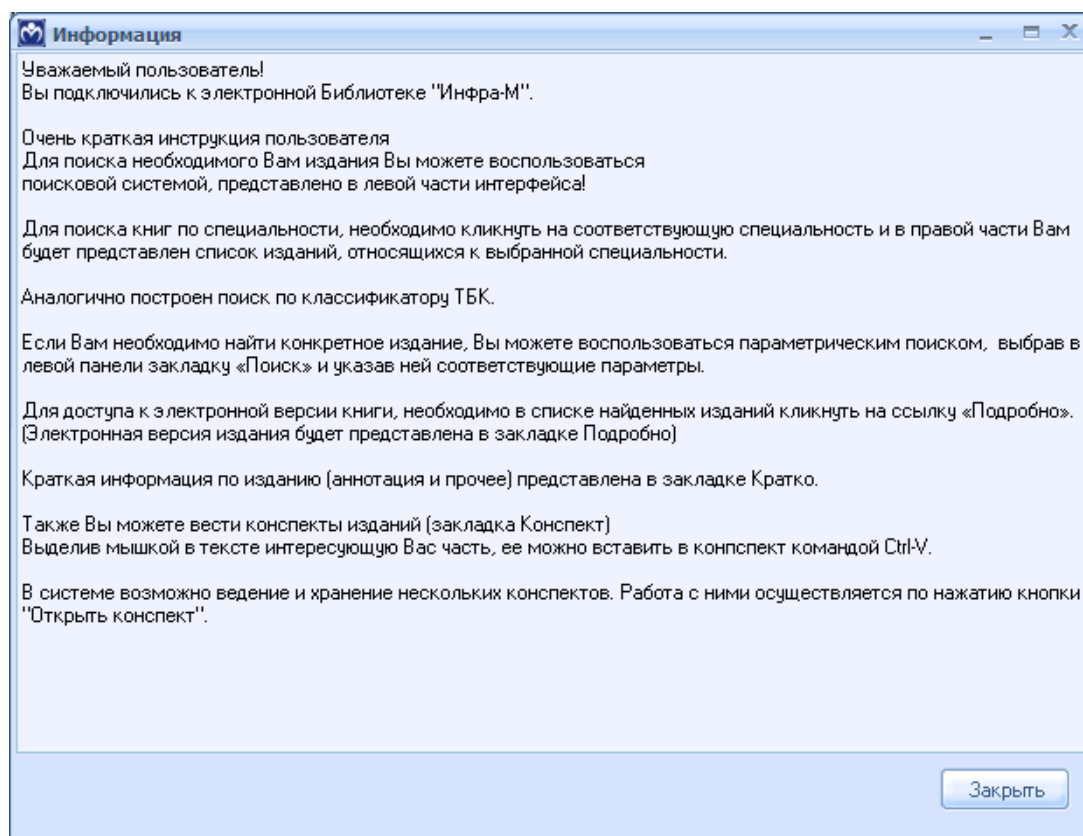 Информация
Уважаемый пользователь!
Вы подключились к электронной Библиотеке "Инфра-М".
Очень краткая инструкция пользователя
Для поиска необходимого Вам издания Вы можете воспользоваться
поисковой системой, представлено в левой части интерфейса!
Для поиска книг по специальности, необходимо кликнуть на соответствующую специальность и в правой части Вам
будет представлен список изданий, относящихся к выбранной специальности.
Аналогично построен поиск по классификатору ТБК.
Если Вам необходимо найти конкретное издание, Вы можете воспользоваться параметрическим поиском, выбрав в
левой панели закладку «Поиск» и указав ней соответствующие параметры.
Для доступа к электронной версии книги, необходимо в списке найденных изданий кликнуть на ссылку «Подробно».
(Электронная версия издания будет представлена в закладке Подробно)
Краткая информация по изданию (аннотация и прочее) представлена в закладке Кратко.
Также Вы можете вести конспекты изданий (закладка Конспект)
Выделив мышкой в тексте интересующую Вас часть, ее можно вставить в конпспект командой Ctrl-V.
В системе возможно ведение и хранение нескольких конспектов. Работа с ними осуществляется по нажатию кнопки
"Открыть конспект".
Закрыть